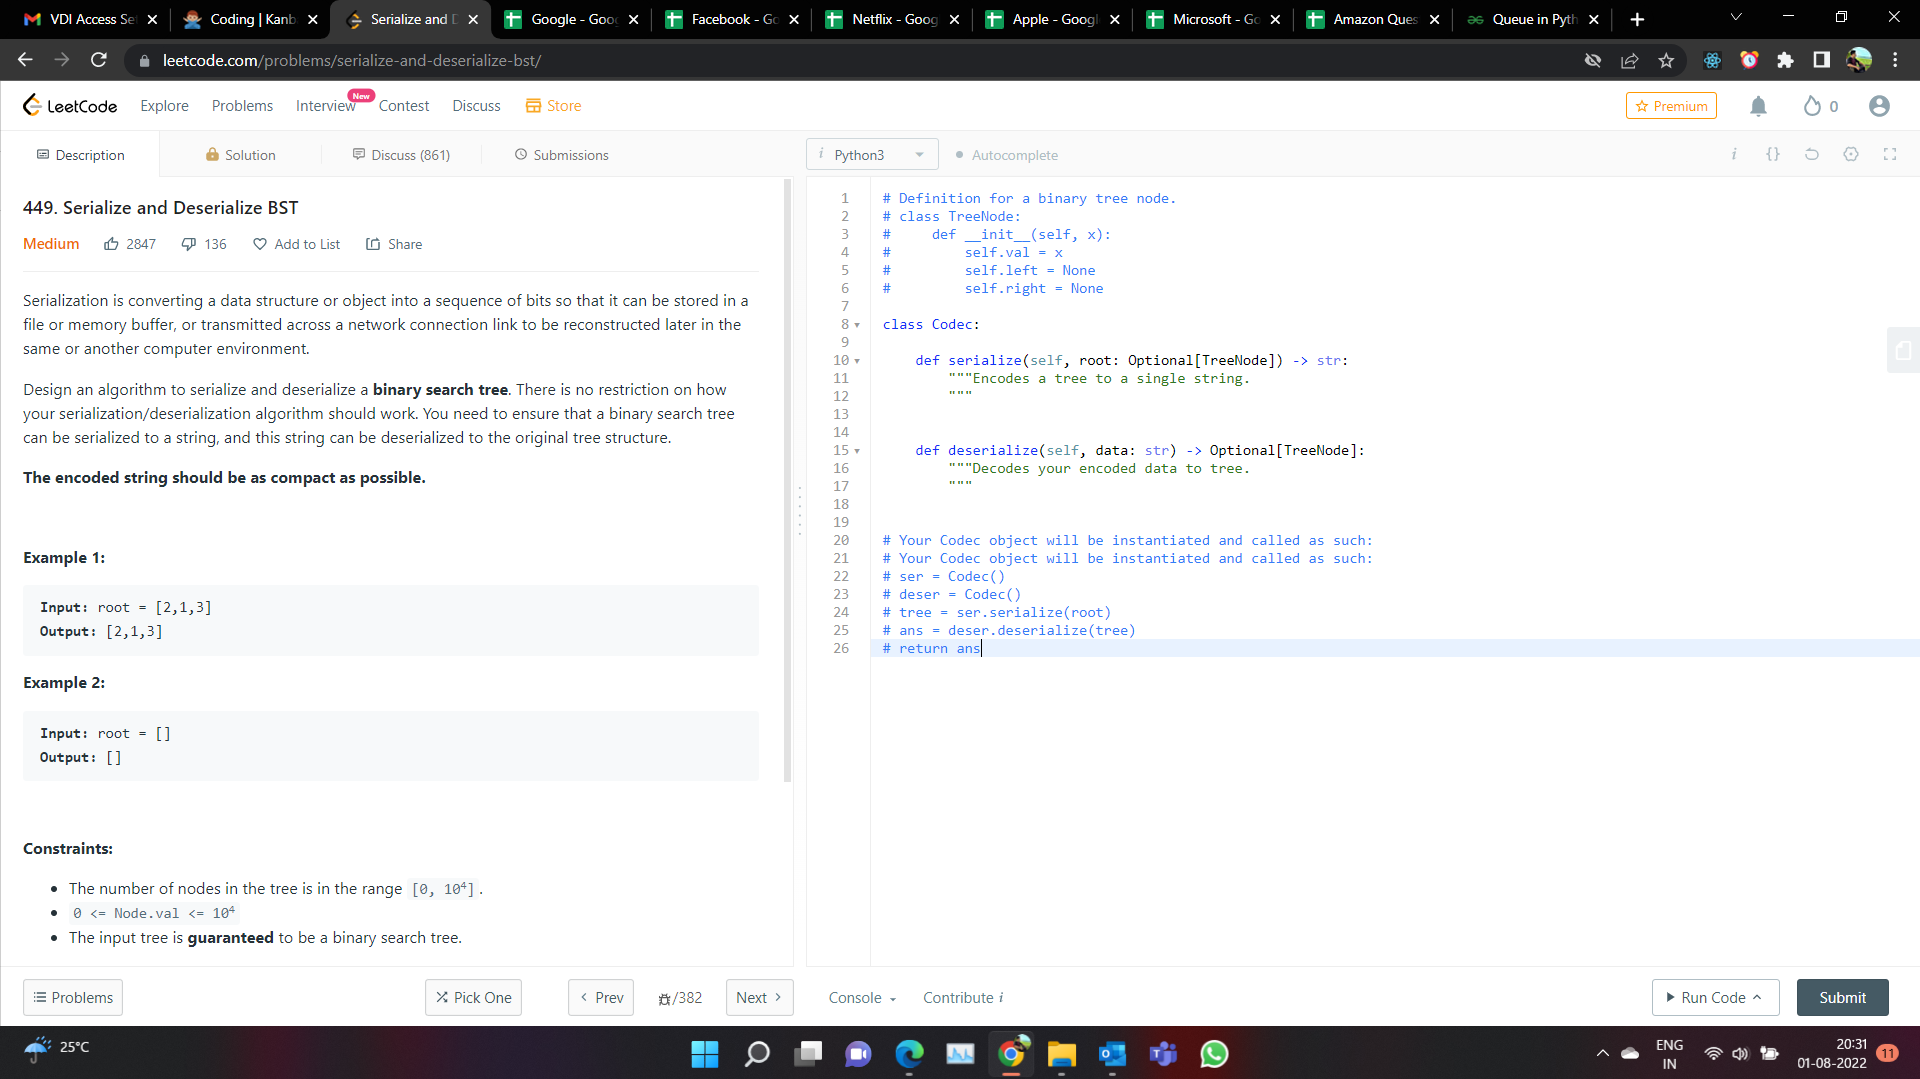 VDI Access Se
Coding | Kanb
Serialize and D
Google - Goog
Facebook - Go
Netflix - Goog
Apple - Googl
Microsoft - Go
Amazon Ques
Queue in Pyth
leetcode.com/problems/serialize-and-deserialize-bst/
LeetCode Explore Problems Interview New Contest Discuss Store Premium 0
Description Solution Discuss (861) Submissions
i Python3 Autocomplete i {}
449. Serialize and Deserialize BST
Medium 2847 136 Add to List Share
Serialization is converting a data structure or object into a sequence of bits so that it can be stored in a
file or memory buffer, or transmitted across a network connection link to be reconstructed later in the
same or another computer environment.
Design an algorithm to serialize and deserialize a binary search tree. There is no restriction on how
your serialization/deserialization algorithm should work. You need to ensure that a binary search tree
can be serialized to a string, and this string can be deserialized to the original tree structure.
The encoded string should be as compact as possible.
Example 1:
Input: root = [2,1,3]
Output: [2,1,3]
Example 2:
Input: root = []
Output: []
Constraints:
• The number of nodes in the tree is in the range [0, 10⁴].
• 0 <= Node.val <= 10⁴
• The input tree is guaranteed to be a binary search tree.
1 # Definition for a binary tree node.
2 # class TreeNode:
3 #     def __init__(self, x):
4 #         self.val = x
5 #         self.left = None
6 #         self.right = None
7
8 class Codec:
9
10     def serialize(self, root: Optional[TreeNode]) -> str:
11         """Encodes a tree to a single string.
12         """
13
14
15     def deserialize(self, data: str) -> Optional[TreeNode]:
16         """Decodes your encoded data to tree.
17         """
18
19
20 # Your Codec object will be instantiated and called as such:
21 # Your Codec object will be instantiated and called as such:
22 # ser = Codec()
23 # deser = Codec()
24 # tree = ser.serialize(root)
25 # ans = deser.deserialize(tree)
26 # return ans
Problems Pick One Prev /382 Next Console Contribute i Run Code Submit
25°C
ENG
IN
20:31
01-08-2022
11